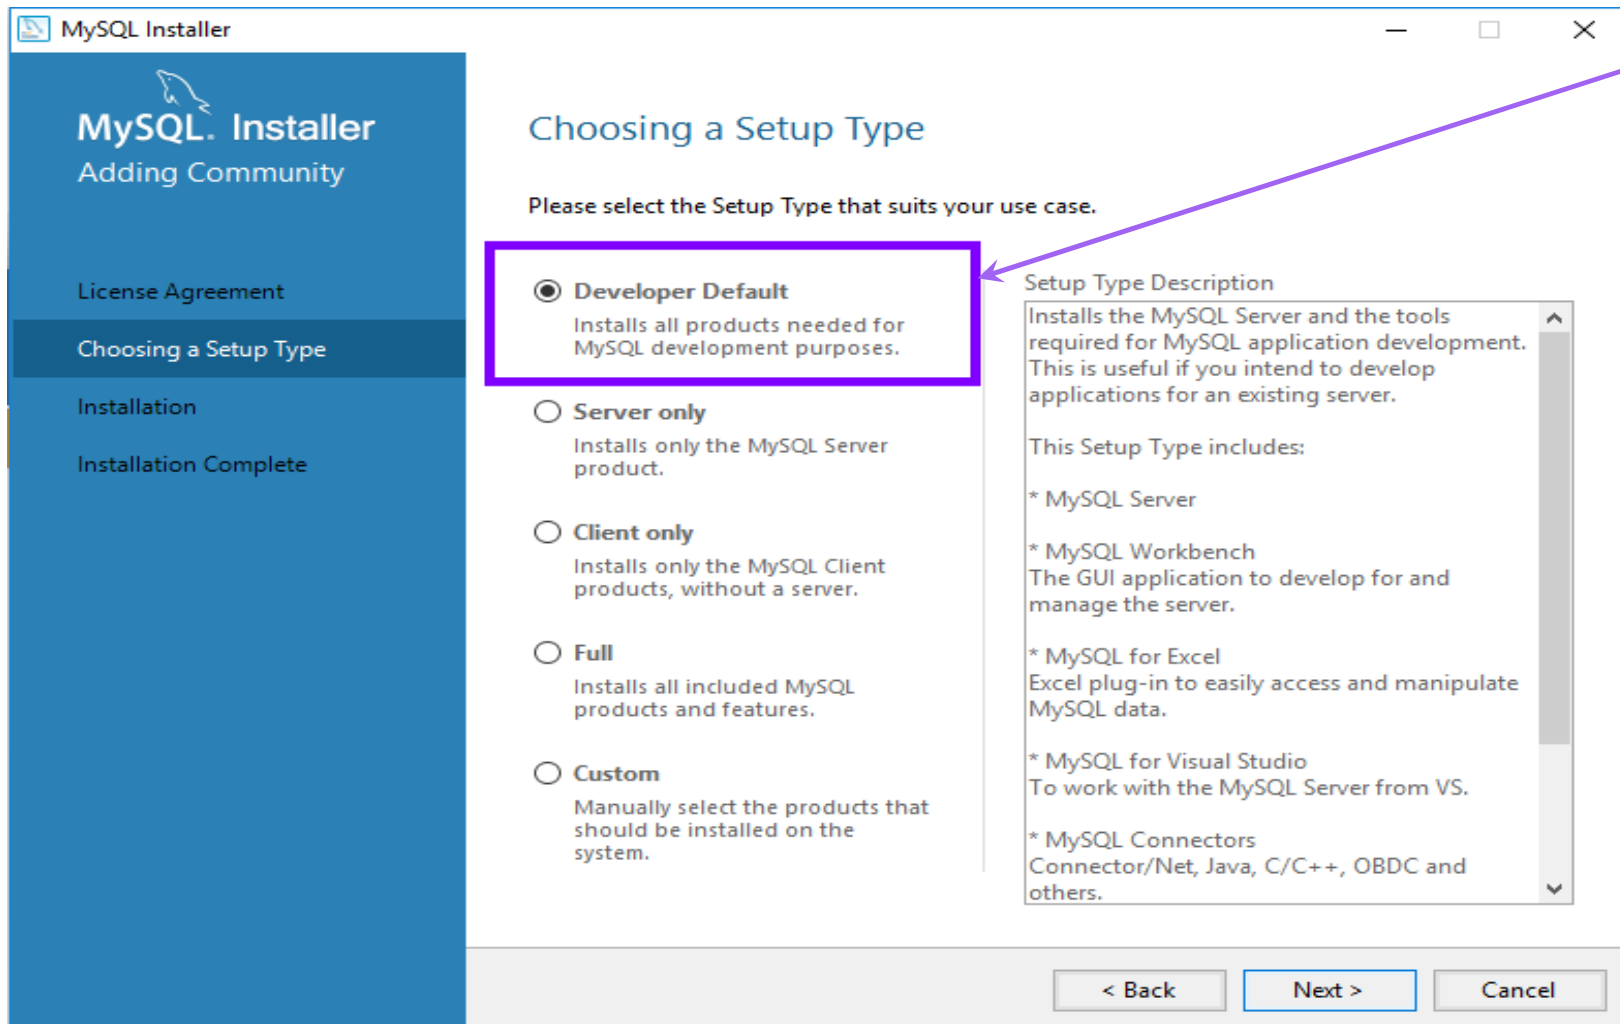 MySQL Installer
MySQL. Installer
Adding Community
License Agreement
Choosing a Setup Type
Installation
Installation Complete
Choosing a Setup Type
Please select the Setup Type that suits your use case.
Developer Default
Installs all products needed for
MySQL development purposes.
Server only
Installs only the MySQL Server
product.
Client only
Installs only the MySQL Client
products, without a server.
Full
Installs all included MySQL
products and features.
Custom
Manually select the products that
should be installed on the
system.
Setup Type Description
Installs the MySQL Server and the tools
required for MySQL application development.
This is useful if you intend to develop
applications for an existing server.
This Setup Type includes:
* MySQL Server
* MySQL Workbench
The GUI application to develop for and
manage the server.
* MySQL for Excel
Excel plug-in to easily access and manipulate
MySQL data.
* MySQL for Visual Studio
To work with the MySQL Server from VS.
* MySQL Connectors
Connector/Net, Java, C/C++, OBDC and
others.
< Back
Next >
Cancel